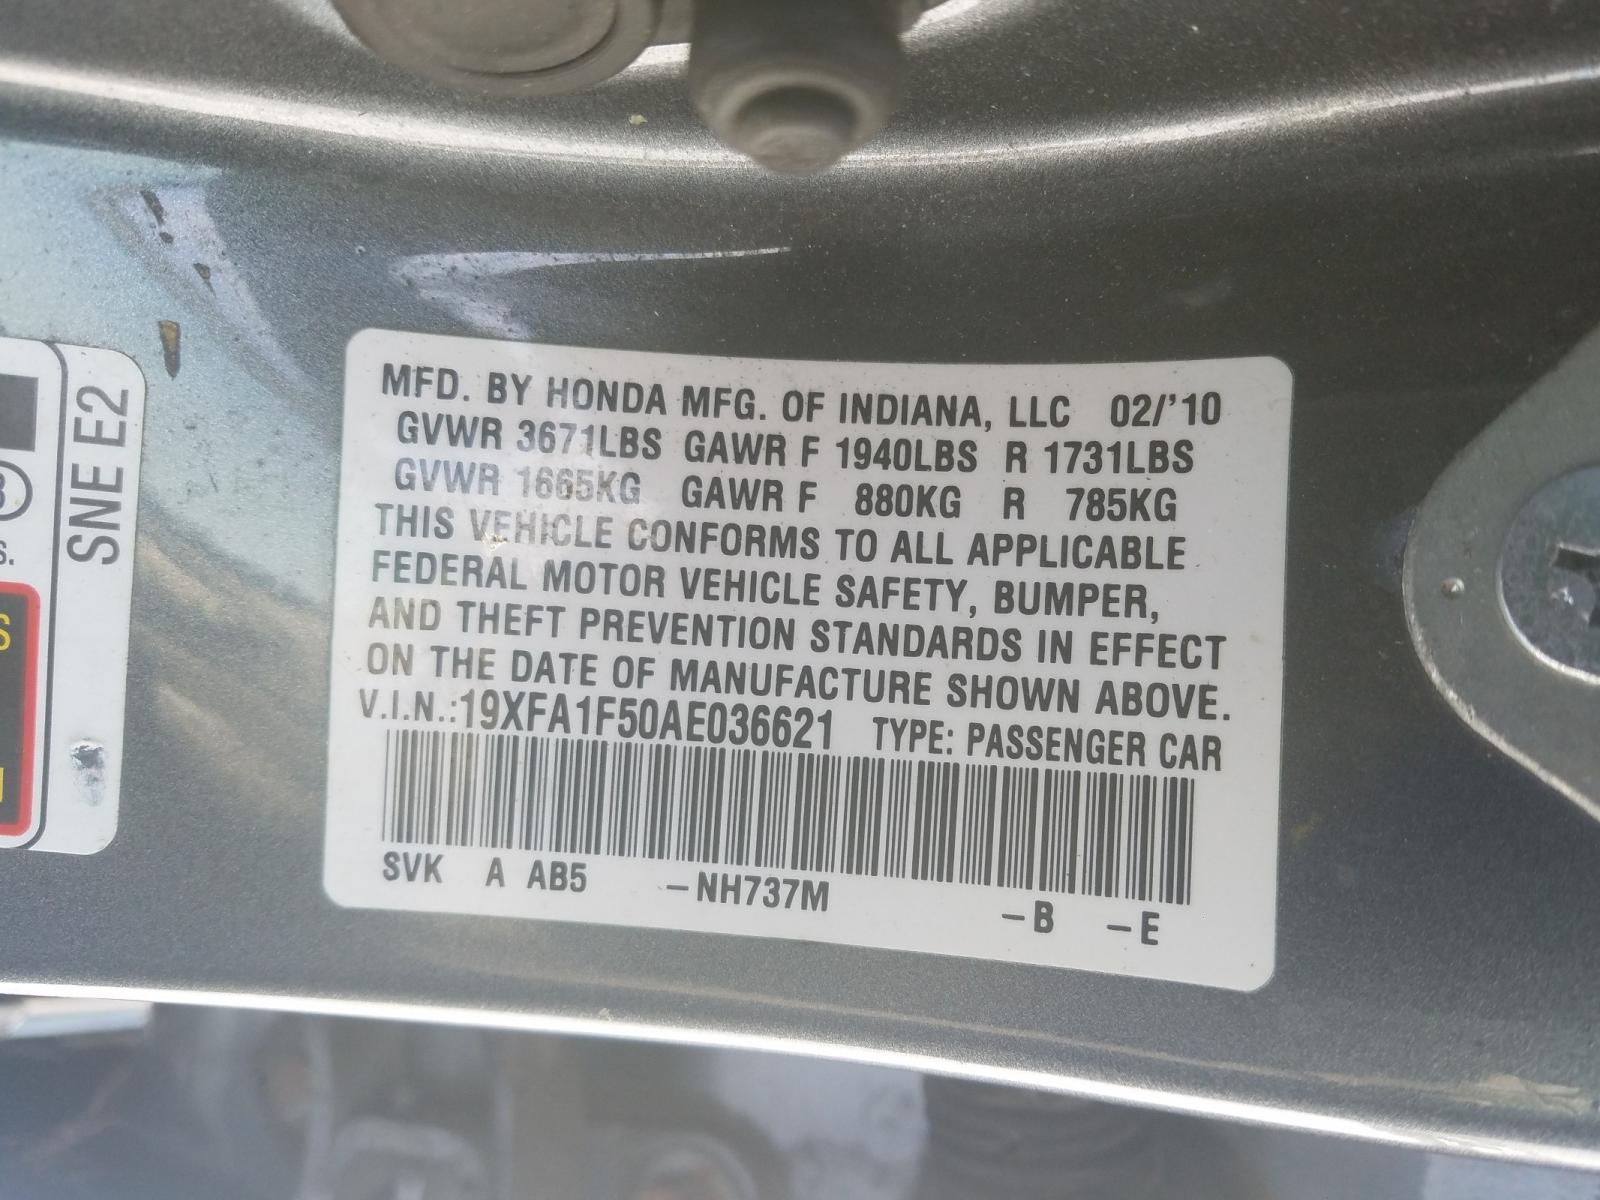 MFD. BY HONDA MFG. OF INDIANA, LLC 02/'10
GVWR 3671LBS GAWR F 1940LBS R 1731LBS
GVWR 1665KG GAWR F 880KG R 785KG
THIS VEHICLE CONFORMS TO ALL APPLICABLE
FEDERAL MOTOR VEHICLE SAFETY, BUMPER,
AND THEFT PREVENTION STANDARDS IN EFFECT
ON THE DATE OF MANUFACTURE SHOWN ABOVE.
V.I.N.:19XFA1F50AE036621 TYPE: PASSENGER CAR
SVK A AB5 -NH737M -B -E
SNE E2